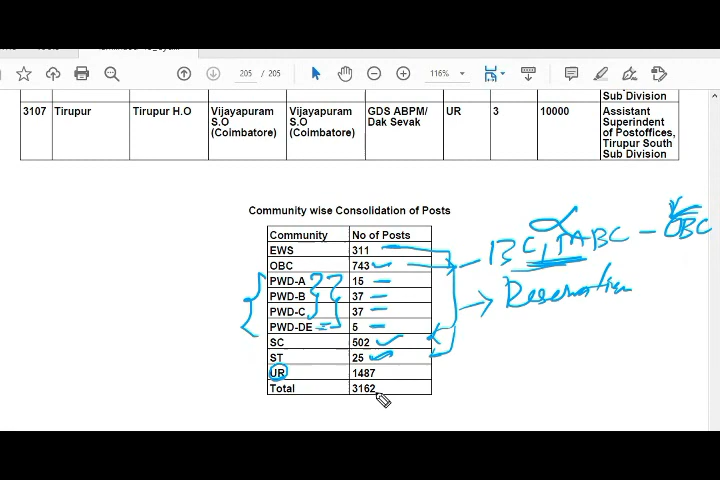 205 / 205
116%
Sub Division
3107 Tirupur Tirupur H.O Vijayapuram S.O (Coimbatore) Vijayapuram S.O (Coimbatore) GDS ABPM/ Dak Sevak UR 3 10000 Assistant Superindent of Postoffices, Tirupur South Sub Division
Community wise Consolidation of Posts
Community No of Posts
EWS 311
OBC 743
PWD-A 15
PWD-B 37
PWD-C 37
PWD-DE 5
SC 502
ST 25
UR 1487
Total 3162
OBC